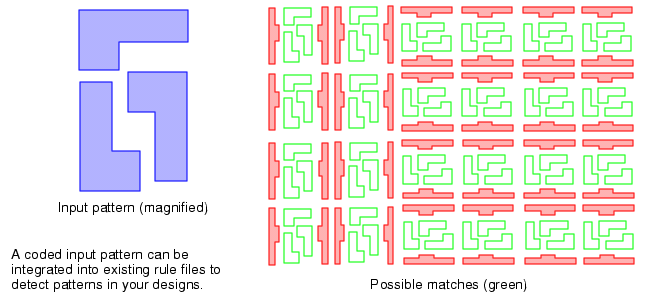 Input pattern (magnified)
A coded input pattern can be
integrated into existing rule files to
detect patterns in your designs.
Possible matches (green)